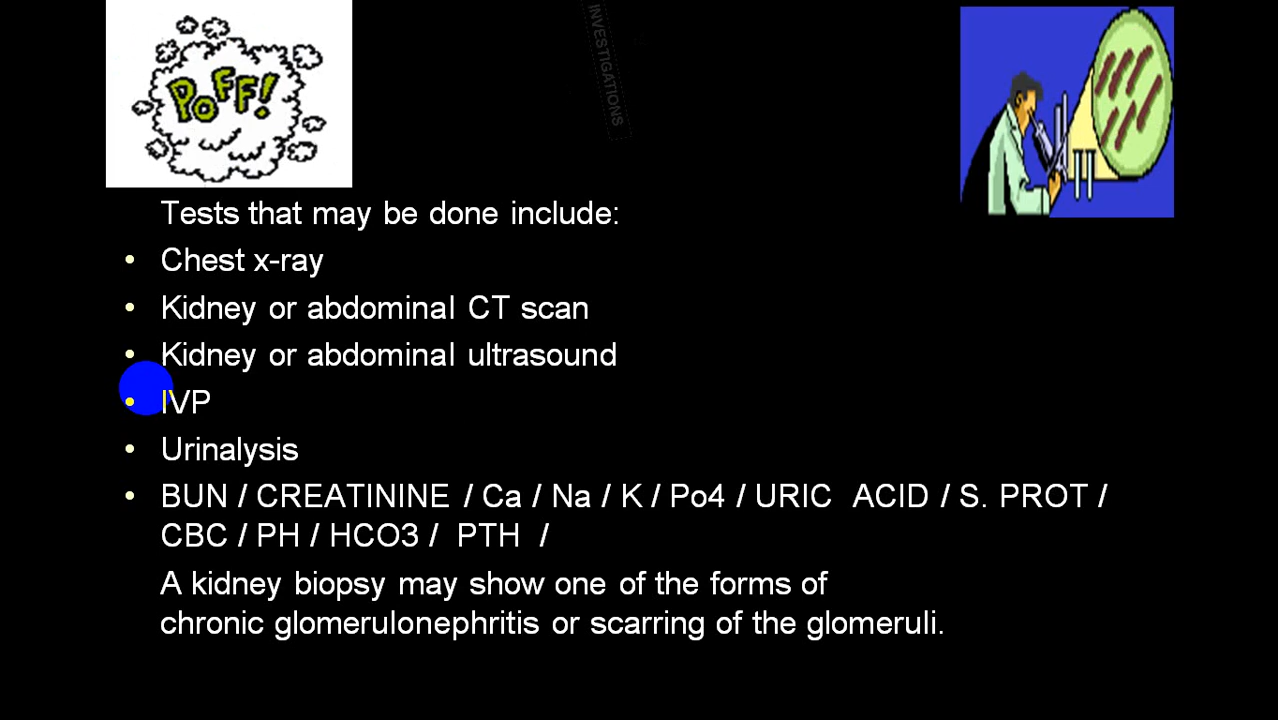 INVESTIGATIONS
POFF!
Tests that may be done include:
• Chest x-ray
• Kidney or abdominal CT scan
• Kidney or abdominal ultrasound
• IVP
• Urinalysis
• BUN / CREATININE / Ca / Na / K / Po4 / URIC ACID / S. PROT /
CBC / PH / HCO3 / PTH /
A kidney biopsy may show one of the forms of
chronic glomerulonephritis or scarring of the glomeruli.